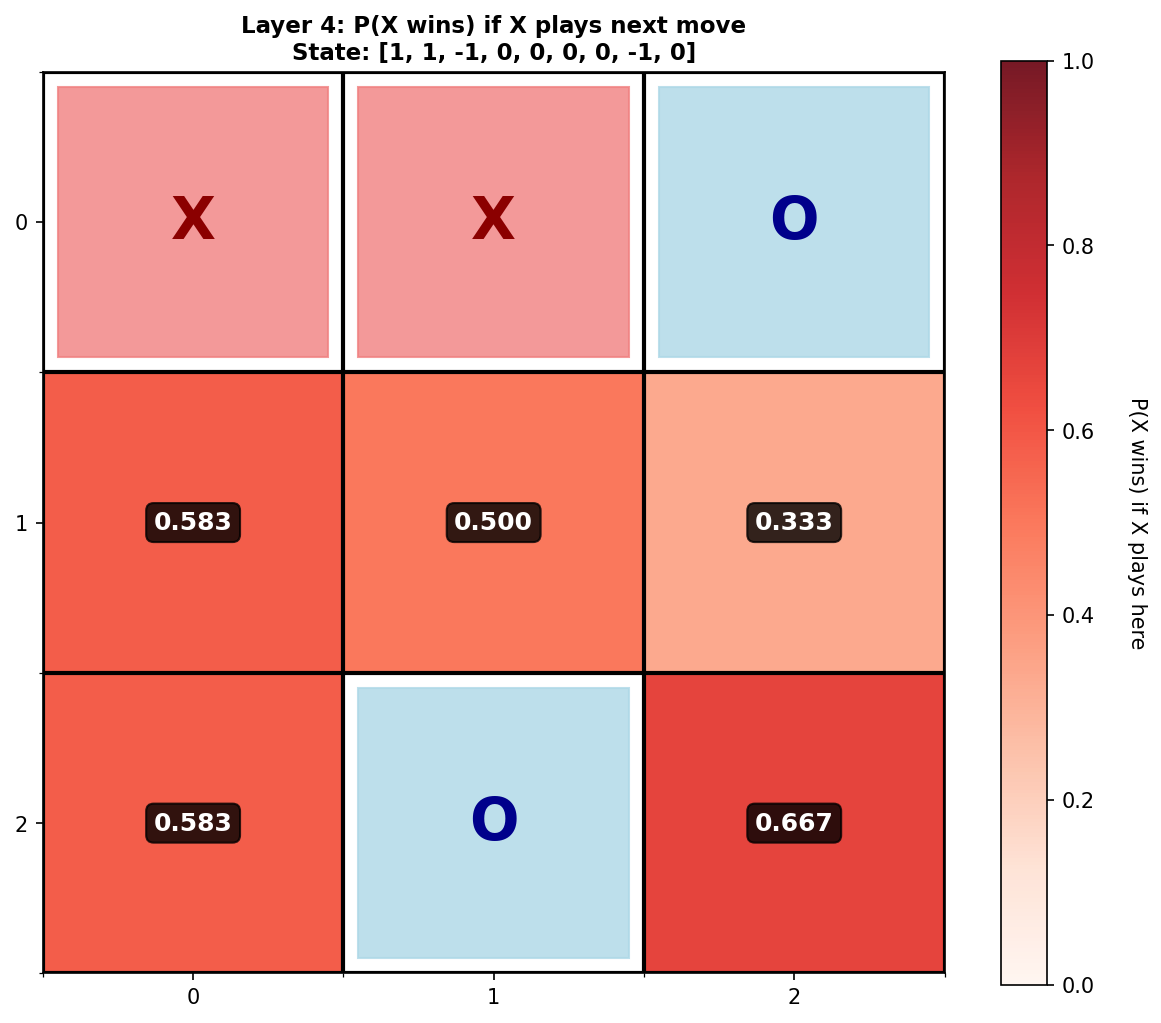 Layer 4: P(X wins) if X plays next move
State: [1, 1, -1, 0, 0, 0, 0, -1, 0]
X
X
O
0.583
0.500
0.333
0.583
O
0.667
0
1
2
0
1
2
1.0
0.8
0.6
0.4
0.2
0.0
P(X wins) if X plays here